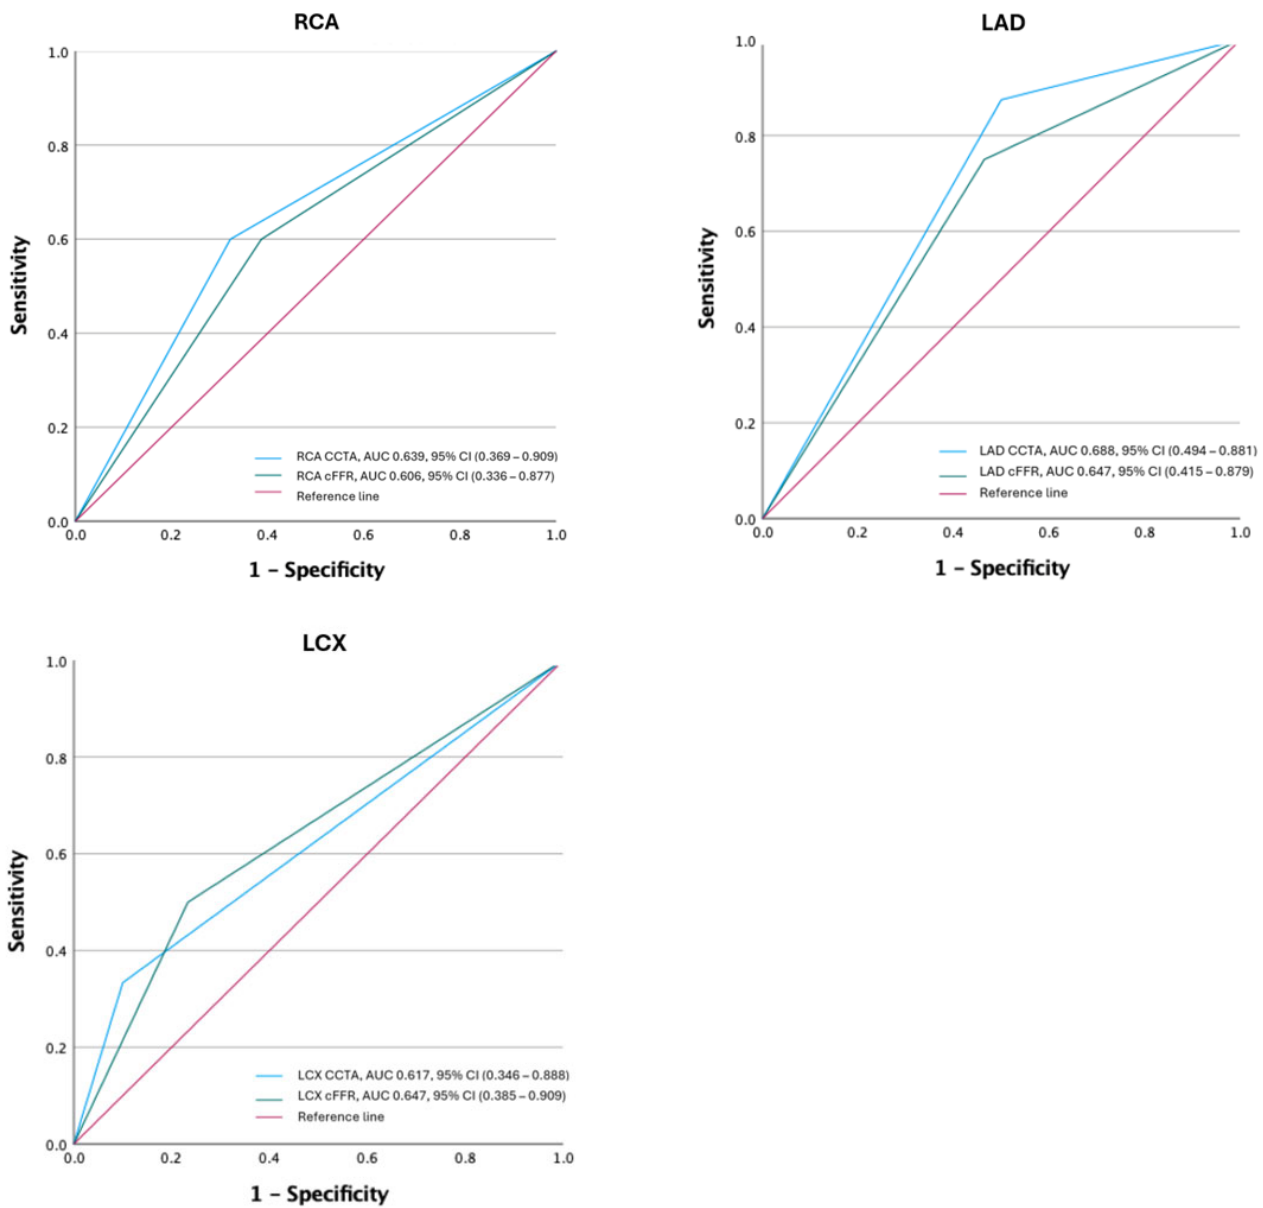 RCA
1.0
0.8
0.6
0.4
0.2
0.0
Sensitivity
RCA CCTA, AUC 0.639, 95% CI (0.369 – 0.909)
RCA cFFR, AUC 0.606, 95% CI (0.336 – 0.877)
Reference line
0.0 0.2 0.4 0.6 0.8 1.0
1 – Specificity
LAD
1.0
0.8
0.6
0.4
0.2
0.0
Sensitivity
LAD CCTA, AUC 0.688, 95% CI (0.494 – 0.881)
LAD cFFR, AUC 0.647, 95% CI (0.415 – 0.879)
Reference line
0.0 0.2 0.4 0.6 0.8 1.0
1 – Specificity
LCX
1.0
0.8
0.6
0.4
0.2
0.0
Sensitivity
LCX CCTA, AUC 0.617, 95% CI (0.346 – 0.888)
LCX cFFR, AUC 0.647, 95% CI (0.385 – 0.909)
Reference line
0.0 0.2 0.4 0.6 0.8 1.0
1 – Specificity